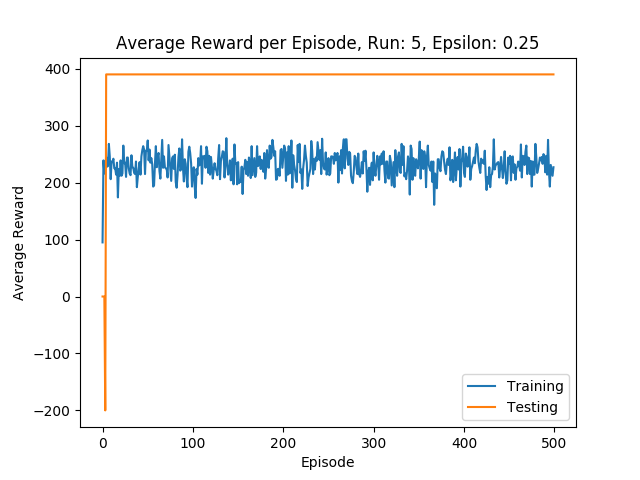 Average Reward per Episode, Run: 5, Epsilon: 0.25
400
300
200
100
0
−100
−200
Average Reward
0
100
200
300
400
500
Episode
Training
Testing